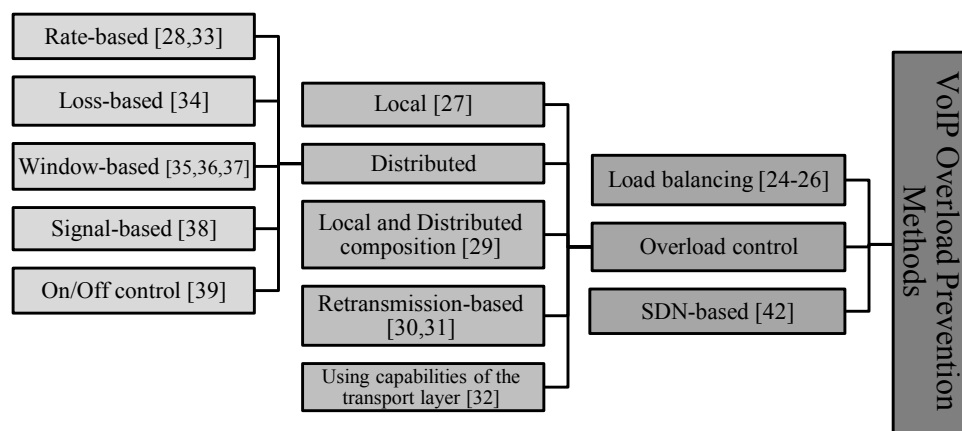 Rate-based [28,33]
Loss-based [34]
Window-based [35,36,37]
Signal-based [38]
On/Off control [39]
Local [27]
Distributed
Local and Distributed
composition [29]
Retransmission-based
[30,31]
Using capabilities of the
transport layer [32]
Load balancing [24-26]
Overload control
SDN-based [42]
VoIP Overload Prevention
Methods